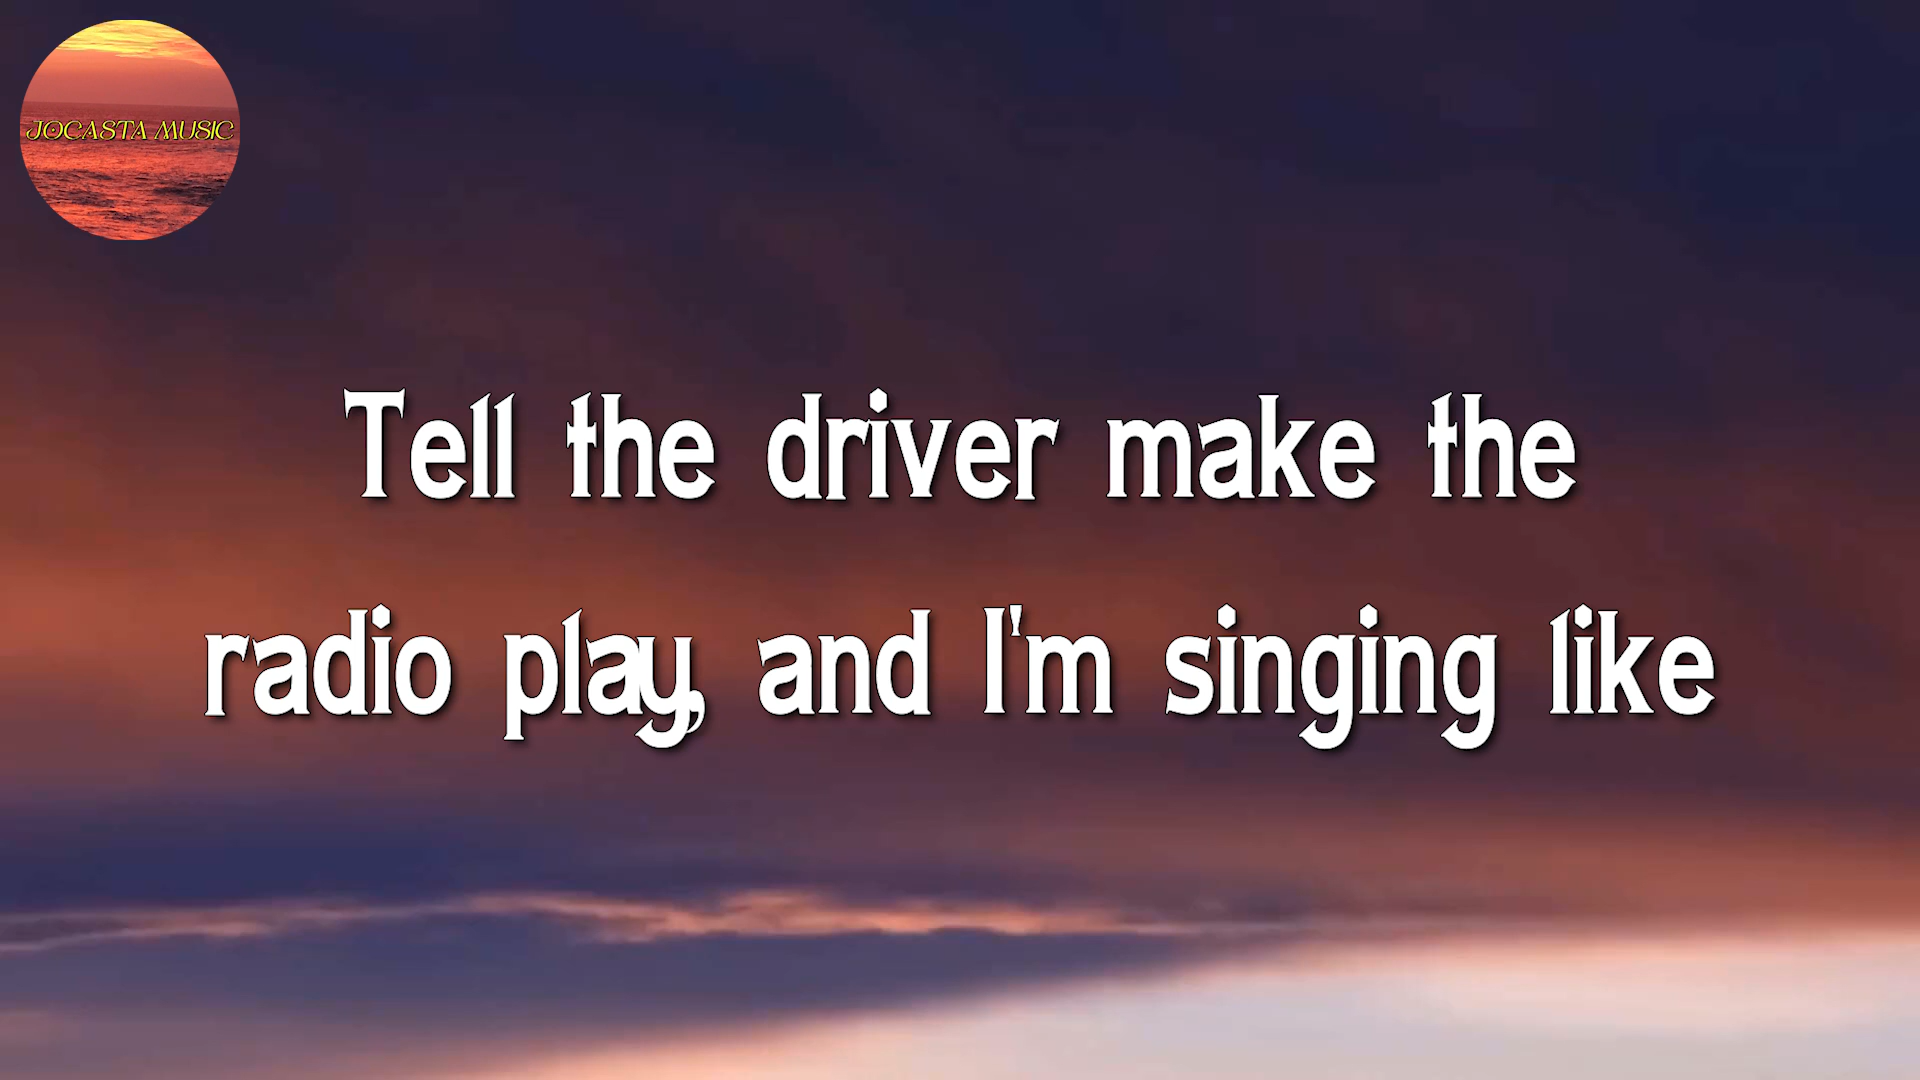 JOCASTA MUSIC
Tell the driver make the
radio play, and I'm singing like